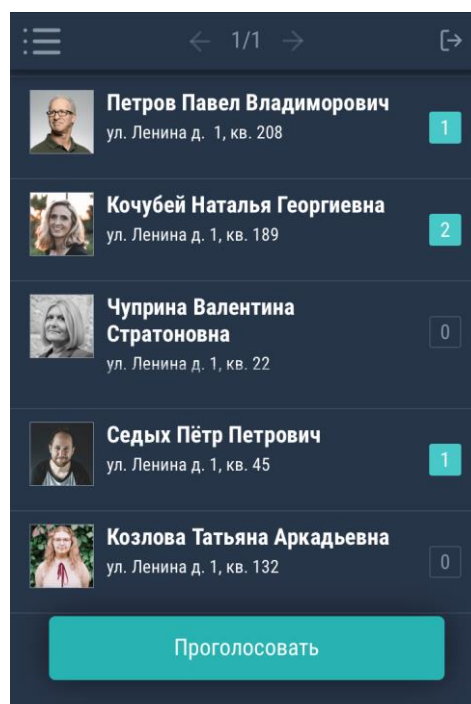 ← 1/1 →
Петров Павел Владиморович
ул. Ленина д. 1, кв. 208
1
Кочубей Наталья Георгиевна
ул. Ленина д. 1, кв. 189
2
Чуприна Валентина
Стратоновна
ул. Ленина д. 1, кв. 22
0
Седых Пётр Петрович
ул. Ленина д. 1, кв. 45
1
Козлова Татьяна Аркадьевна
ул. Ленина д. 1, кв. 132
0
Проголосовать